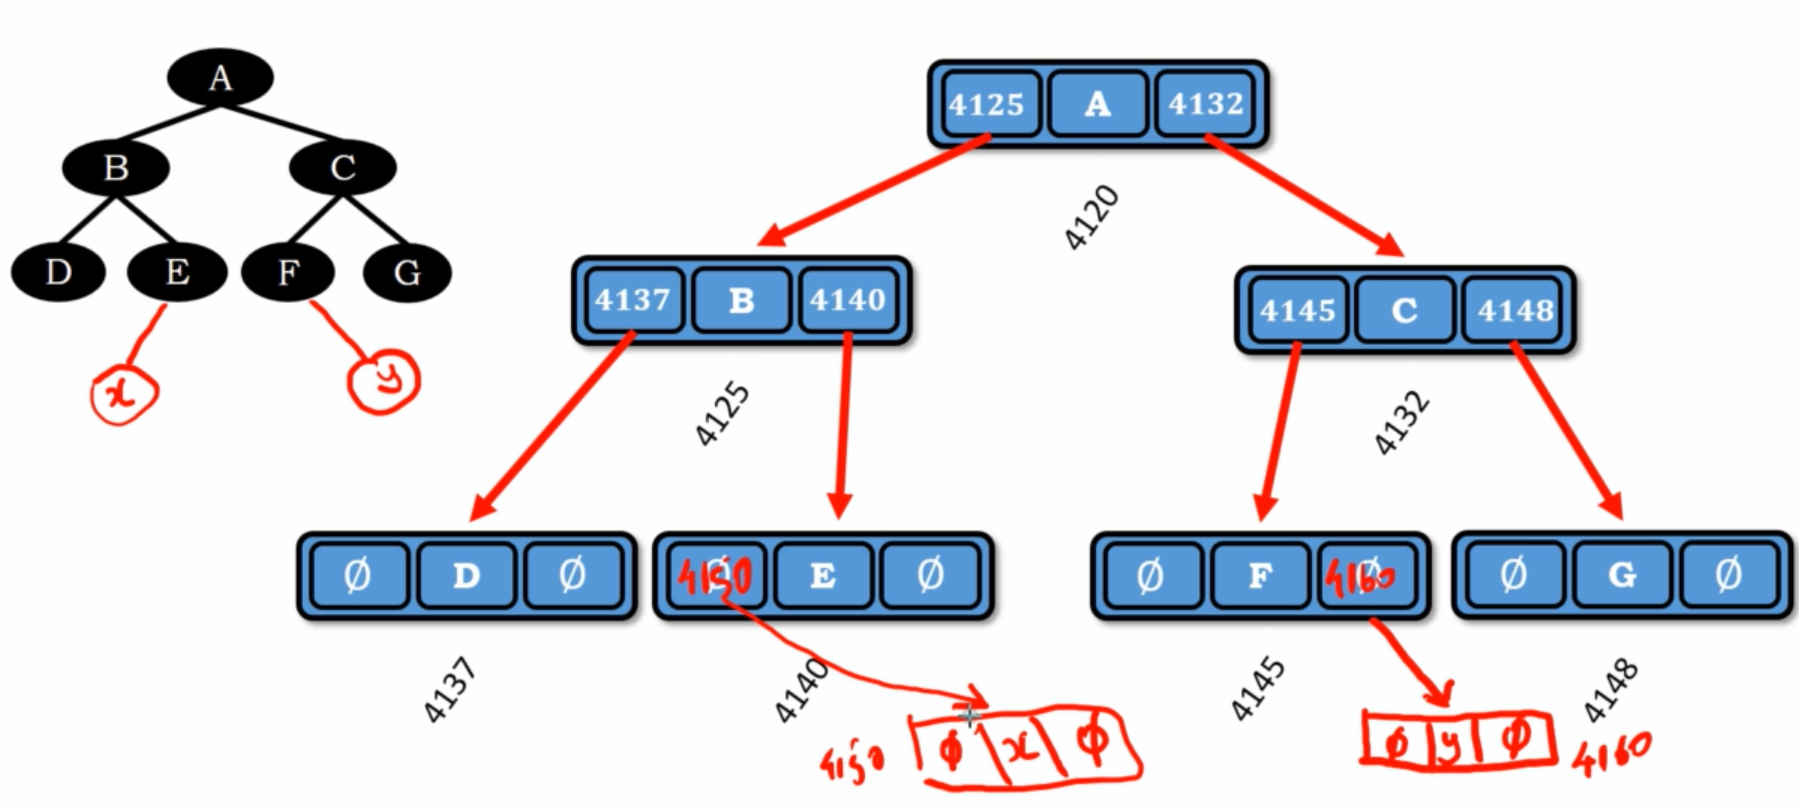 A
B C
D E F G
x y
4125 A 4132
4120
4137 B 4140
4145 C 4148
4125
4132
∅ D ∅
4150 E ∅
∅ F 4160
∅ G ∅
4137
4140
4145
4148
4150 ∅ x ∅
∅ y ∅ 4160